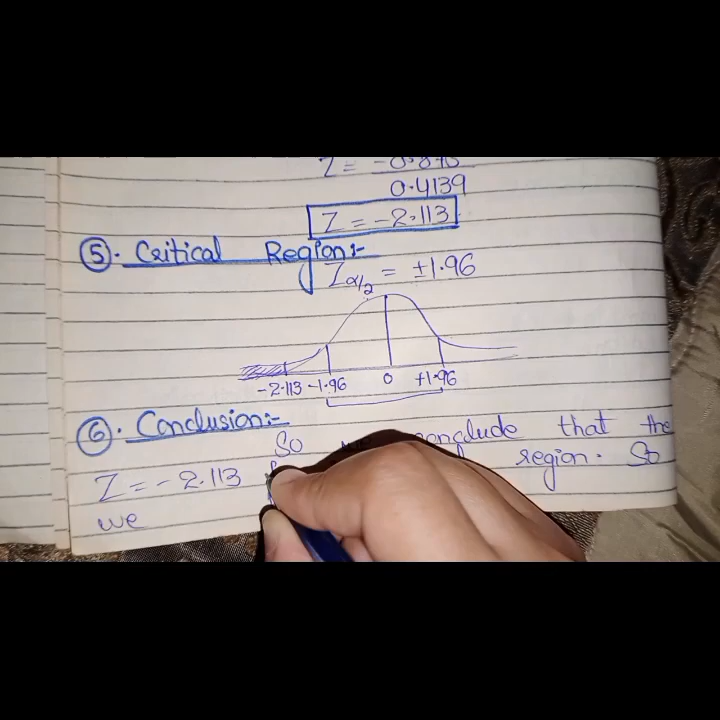 Z =
0.4139
Z = -2.113
⑤. Critical Region:-
Zα/2 = ±1.96
-2.113 -1.96 0 +1.96
⑥. Conclusion:-
So we conclude that the
Z = -2.113 region. So
we